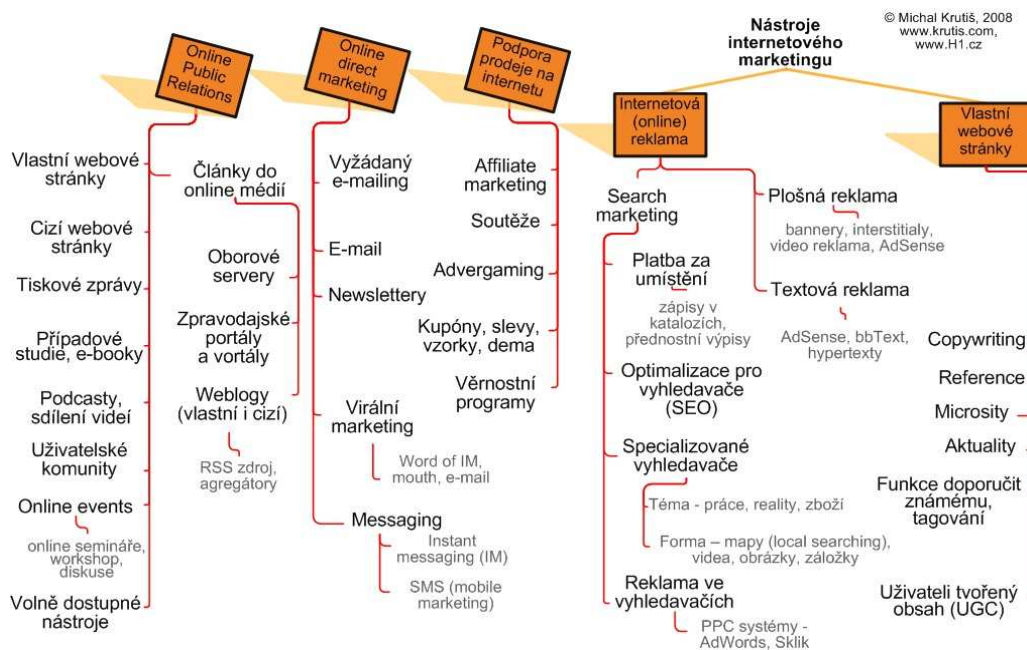 © Michal Krutiš, 2008
www.krutis.com,
www.H1.cz
Nástroje
internetového
marketingu
Online
Public
Relations
Vlastní webové
stránky
Články do
online médií
Cizí webové
stránky
Oborové
servery
Tiskové zprávy
Zpravodajské
portály
a vortály
Případové
studie, e-booky
Weblogy
(vlastní i cizí)
RSS zdroj,
agregátory
Podcasty,
sdílení videí
Uživatelské
komunity
Online events
online semináře,
workshop,
diskuse
Volně dostupné
nástroje
Online
direct
marketing
Vyžádaný
e-mailing
E-mail
Newslettery
Virální
marketing
Word of IM,
mouth, e-mail
Messaging
Instant
messaging (IM)
SMS (mobile
marketing)
Podpora
prodeje na
internetu
Affiliate
marketing
Soutěže
Advergaming
Kupóny, slevy,
vzorky, dema
Věrnostní
programy
Internetová
(online)
reklama
Search
marketing
Platba za
umístění
zápisy v
katalozích,
přednostní výpisy
Optimalizace pro
vyhledavače
(SEO)
Specializované
vyhledavače
Téma - práce, reality, zboží
Forma – mapy (local searching),
videa, obrázky, záložky
Reklama ve
vyhledavačích
PPC systémy -
AdWords, Sklik
Plošná reklama
bannery, interstitialy,
video reklama, AdSense
Textová reklama
AdSense, bbText,
hypertexty
Vlastní
webové
stránky
Copywriting
Reference
Microsity
Aktuality
Funkce doporučit
známému,
tagování
Uživateli tvořený
obsah (UGC)